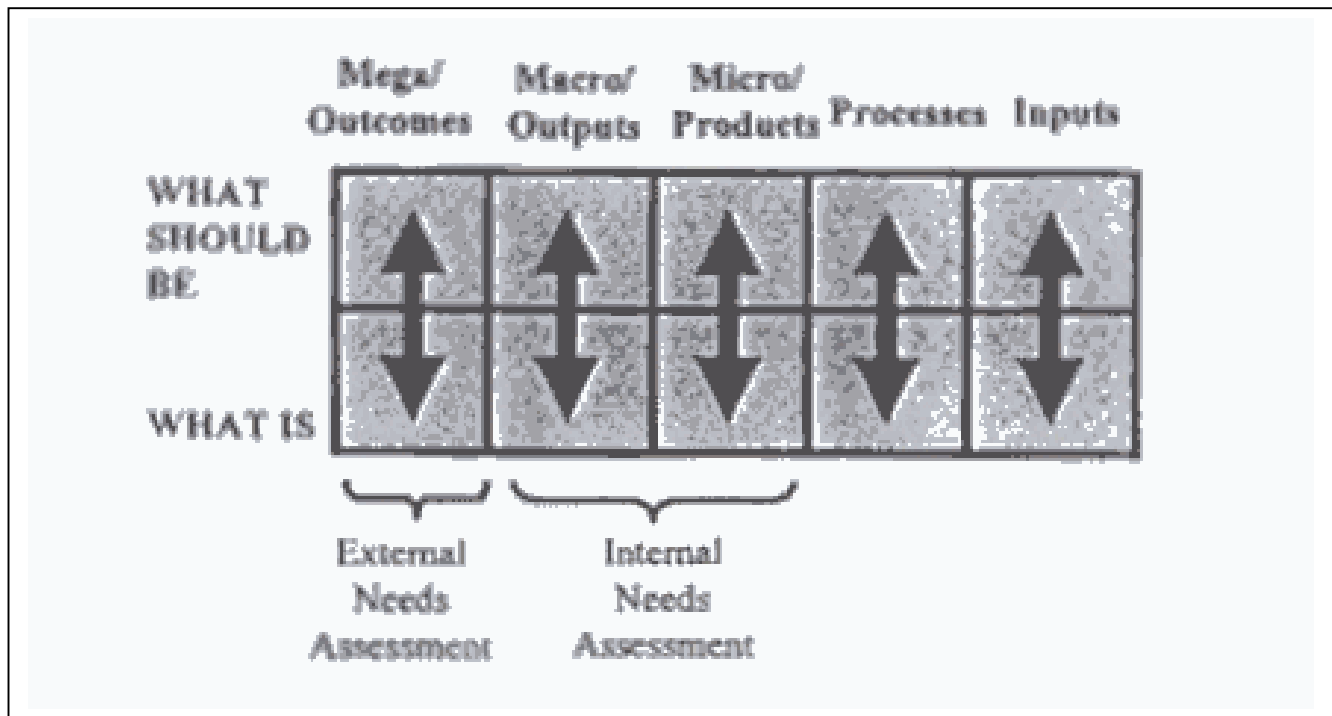 Mega/
Outcomes
Macro/
Outputs
Micro/
Products
Processes
Inputs
WHAT
SHOULD
BE
WHAT IS
External
Needs
Assessment
Internal
Needs
Assessment